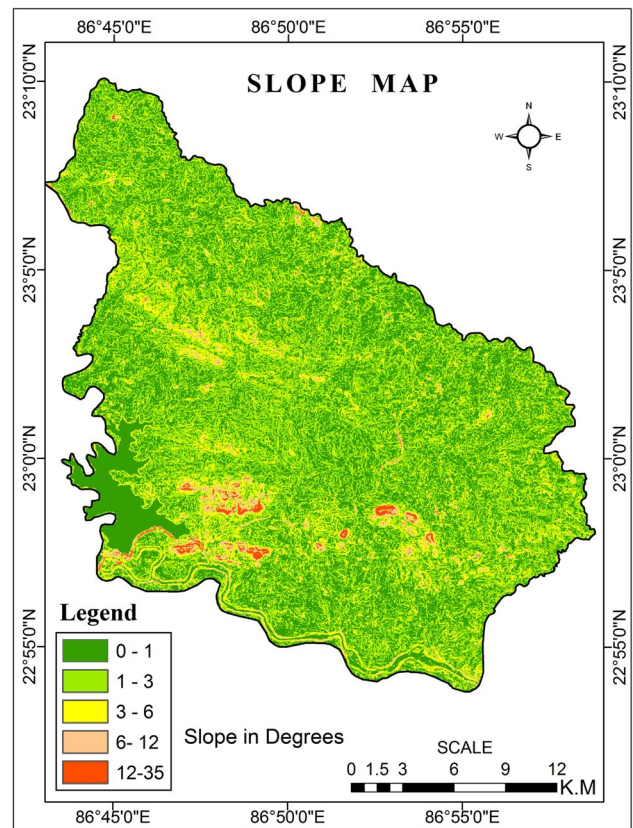 86°45'0"E 86°50'0"E 86°55'0"E
23°10'0"N 23°10'0"N
SLOPE MAP
N
W E
S
23°5'0"N 23°5'0"N
23°0'0"N 23°0'0"N
22°55'0"N 22°55'0"N
Legend
0 - 1
1 - 3
3 - 6
6- 12
12-35
Slope in Degrees
SCALE
0 1.5 3 6 9 12
K.M
86°45'0"E 86°50'0"E 86°55'0"E